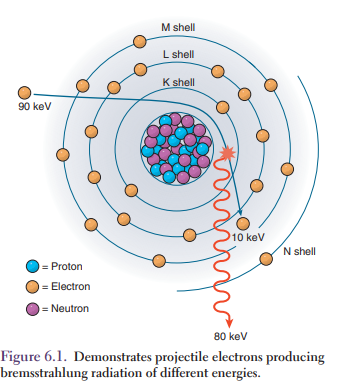 M shell
L shell
K shell
90 keV
10 keV
N shell
= Proton
= Electron
= Neutron
80 keV
Figure 6.1. Demonstrates projectile electrons producing
bremsstrahlung radiation of different energies.